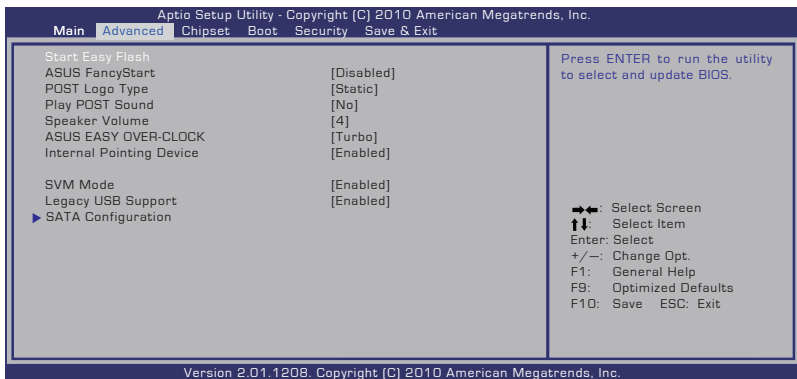 Aptio Setup Utility - Copyright (C) 2010 American Megatrends, Inc.
Main Advanced Chipset Boot Security Save & Exit
Start Easy Flash
ASUS FancyStart [Disabled]
POST Logo Type [Static]
Play POST Sound [No]
Speaker Volume [4]
ASUS EASY OVER-CLOCK [Turbo]
Internal Pointing Device [Enabled]
SVM Mode [Enabled]
Legacy USB Support [Enabled]
SATA Configuration
Press ENTER to run the utility
to select and update BIOS.
→←: Select Screen
↑↓: Select Item
Enter: Select
+/—: Change Opt.
F1: General Help
F9: Optimized Defaults
F10: Save ESC: Exit
Version 2.01.1208. Copyright (C) 2010 American Megatrends, Inc.